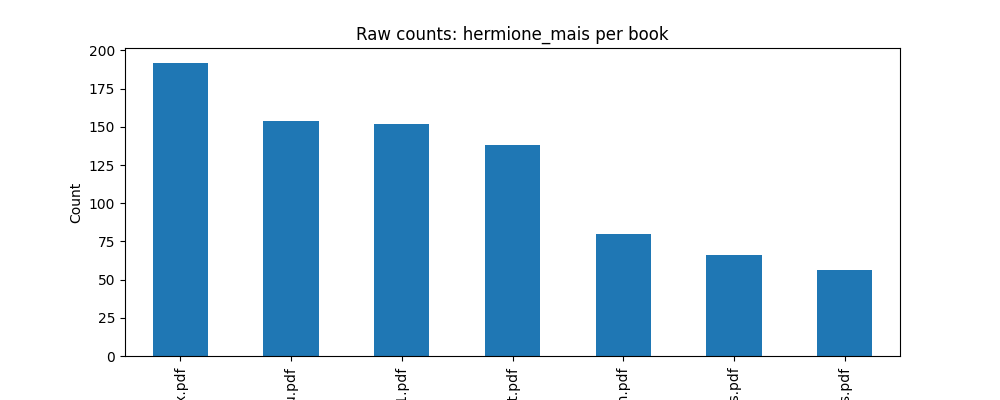 Raw counts: hermione_mais per book
200
175
150
125
100
75
50
25
0
Count
x.pdf
u.pdf
1.pdf
t.pdf
n.pdf
s.pdf
s.pdf